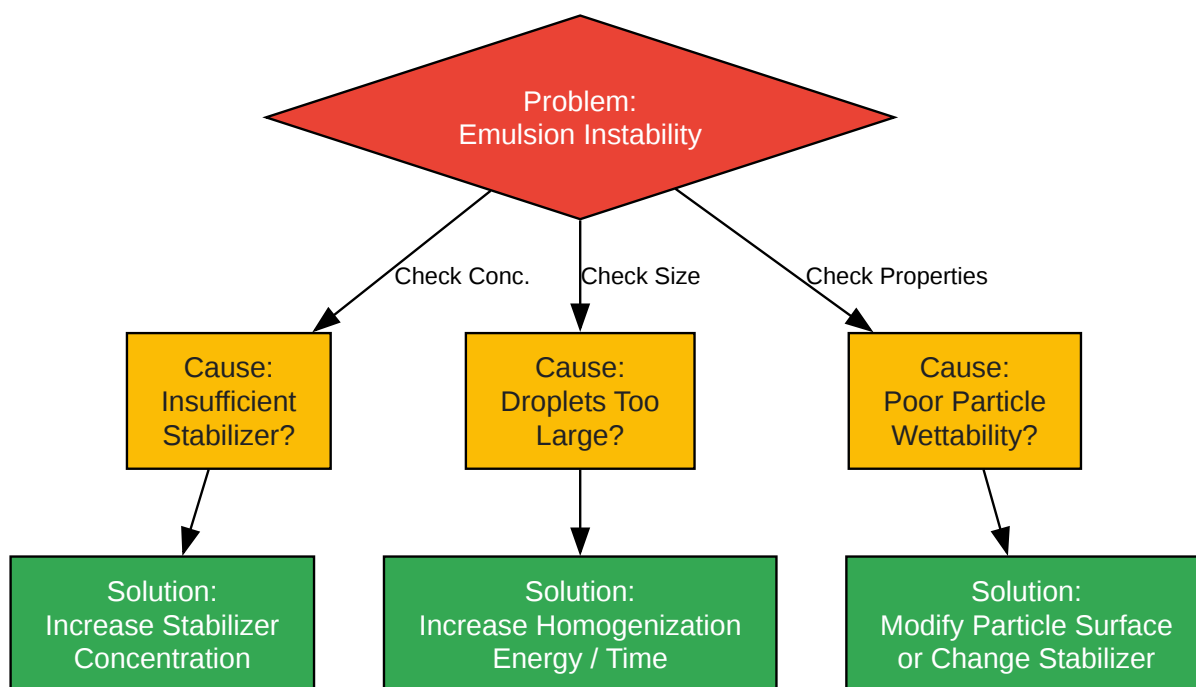 Problem:
Emulsion Instability
Check Conc.
Check Size
Check Properties
Cause:
Insufficient
Stabilizer?
Cause:
Droplets Too
Large?
Cause:
Poor Particle
Wettability?
Solution:
Increase Stabilizer
Concentration
Solution:
Increase Homogenization
Energy / Time
Solution:
Modify Particle Surface
or Change Stabilizer